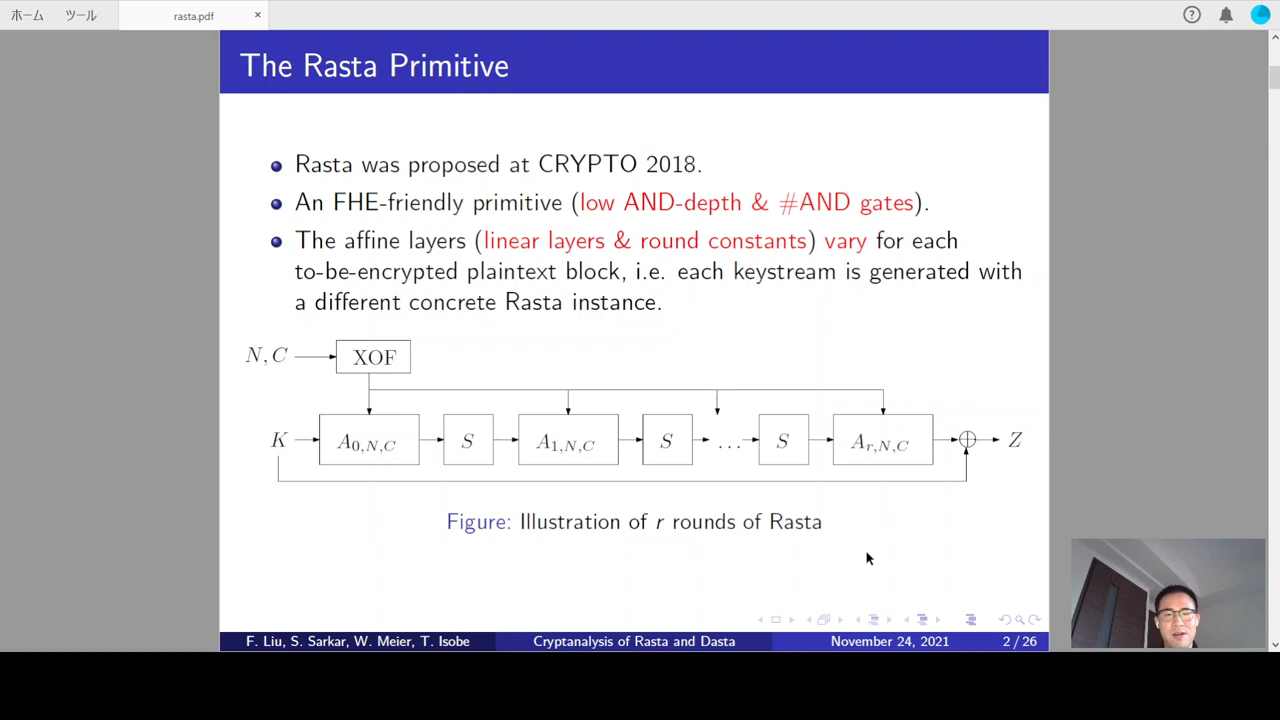 ホーム ツール rasta.pdf ×
The Rasta Primitive
Rasta was proposed at CRYPTO 2018.
An FHE-friendly primitive (low AND-depth & #AND gates).
The affine layers (linear layers & round constants) vary for each
to-be-encrypted plaintext block, i.e. each keystream is generated with
a different concrete Rasta instance.
N, C XOF
K A0,N,C S A1,N,C S ... S Ar,N,C ⊕ Z
Figure: Illustration of r rounds of Rasta
F. Liu, S. Sarkar, W. Meier, T. Isobe Cryptanalysis of Rasta and Dasta November 24, 2021 2 / 26